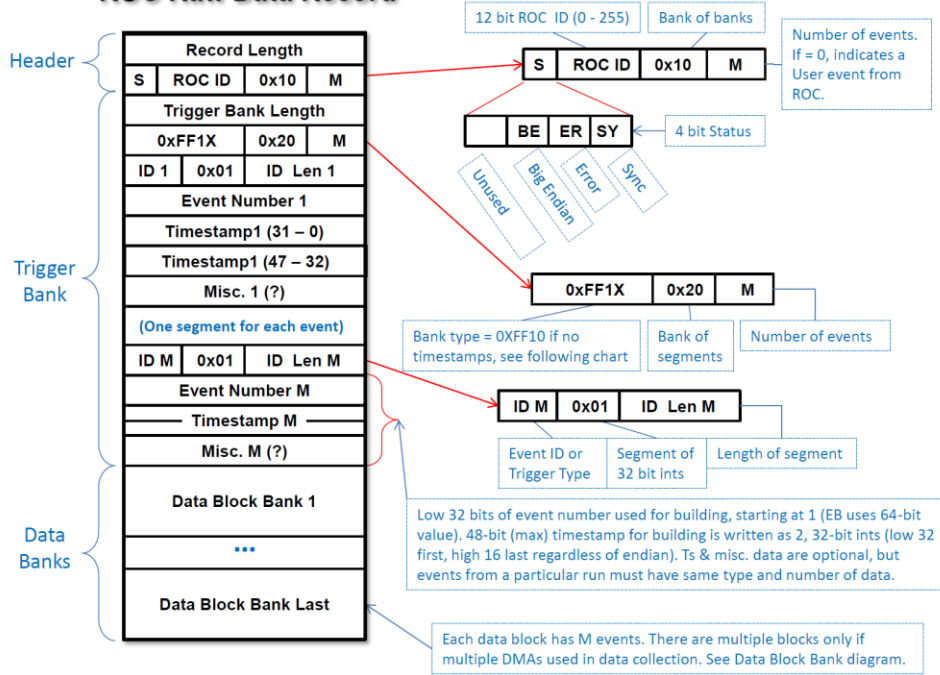 ROC Raw Data Record
Header
Record Length
S ROC ID 0x10 M
Trigger Bank
Trigger Bank Length
0xFF1X 0x20 M
ID 1 0x01 ID Len 1
Event Number 1
Timestamp1 (31 – 0)
Timestamp1 (47 – 32)
Misc. 1 (?)
(One segment for each event)
ID M 0x01 ID Len M
Event Number M
Timestamp M
Misc. M (?)
Data Banks
Data Block Bank 1
...
Data Block Bank Last
12 bit ROC ID (0 - 255)
Bank of banks
S ROC ID 0x10 M
Number of events.
If = 0, indicates a
User event from
ROC.
BE ER SY
4 bit Status
Unused
Big Endian
Error
Sync
0xFF1X 0x20 M
Bank type = 0XFF10 if no
timestamps, see following chart
Bank of
segments
Number of events
ID M 0x01 ID Len M
Event ID or
Trigger Type
Segment of
32 bit ints
Length of segment
Low 32 bits of event number used for building, starting at 1 (EB uses 64-bit
value). 48-bit (max) timestamp for building is written as 2, 32-bit ints (low 32
first, high 16 last regardless of endian). Ts & misc. data are optional, but
events from a particular run must have same type and number of data.
Each data block has M events. There are multiple blocks only if
multiple DMAs used in data collection. See Data Block Bank diagram.